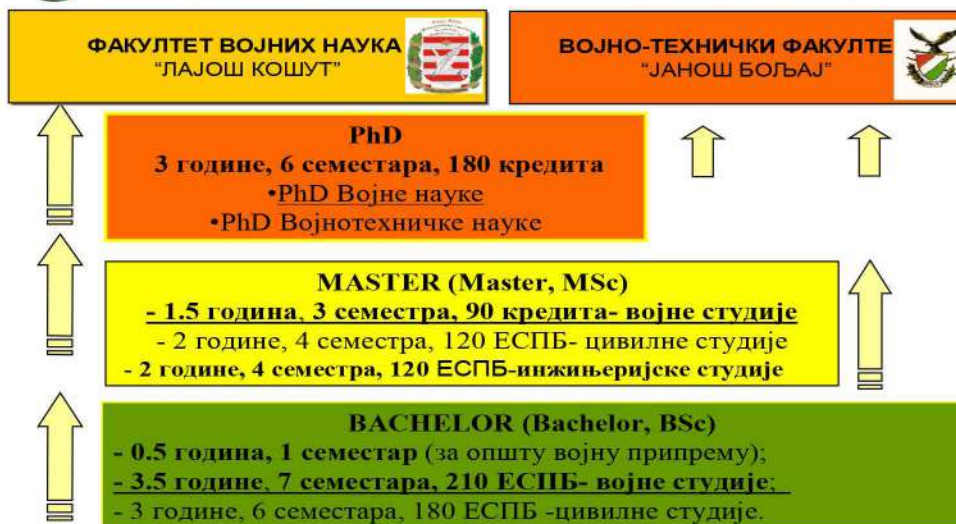 ФАКУЛТЕТ ВОЈНИХ НАУКА
“ЛАЈОШ КОШУТ”
ВОЈНО-ТЕХНИЧКИ ФАКУЛТЕ
“ЈАНОШ БОЉАЈ”
PhD
3 године, 6 семестара, 180 кредита
•PhD Војне науке
•PhD Војнотехничке науке
MASTER (Master, MSc)
- 1.5 година, 3 семестра, 90 кредита- војне студије
- 2 године, 4 семестра, 120 ЕСПБ- цивилне студије
- 2 године, 4 семестра, 120 ЕСПБ-инжињеријске студије
BACHELOR (Bachelor, BSc)
- 0.5 година, 1 семестар (за општу војну припрему);
- 3.5 године, 7 семестара, 210 ЕСПБ- војне студије;
- 3 године, 6 семестара, 180 ЕСПБ -цивилне студије.